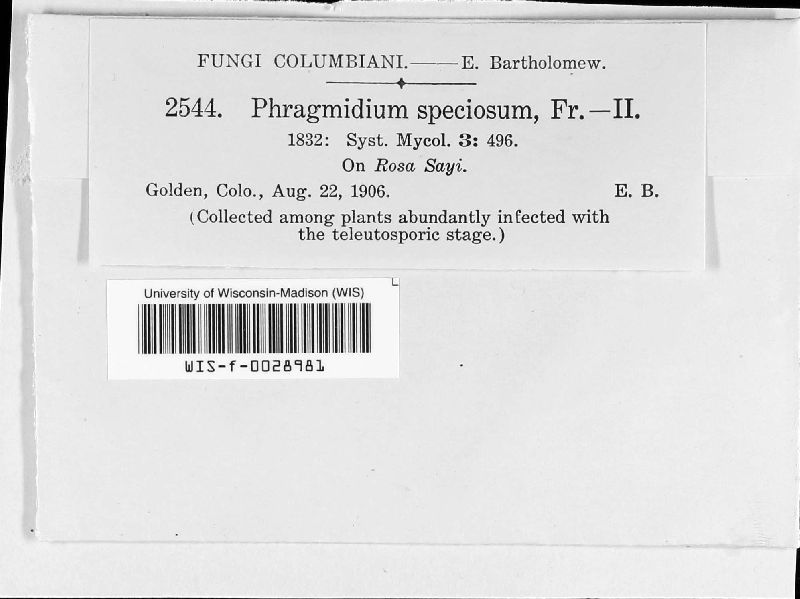 FUNGI COLUMBIANI.——E. Bartholomew.
2544. Phragmidium speciosum, Fr.—II.
1832: Syst. Mycol. 3: 496.
On Rosa Sayi.
Golden, Colo., Aug. 22, 1906. E. B.
(Collected among plants abundantly infected with
the teleutosporic stage.)
University of Wisconsin-Madison (WIS)
WIS-f-0028981